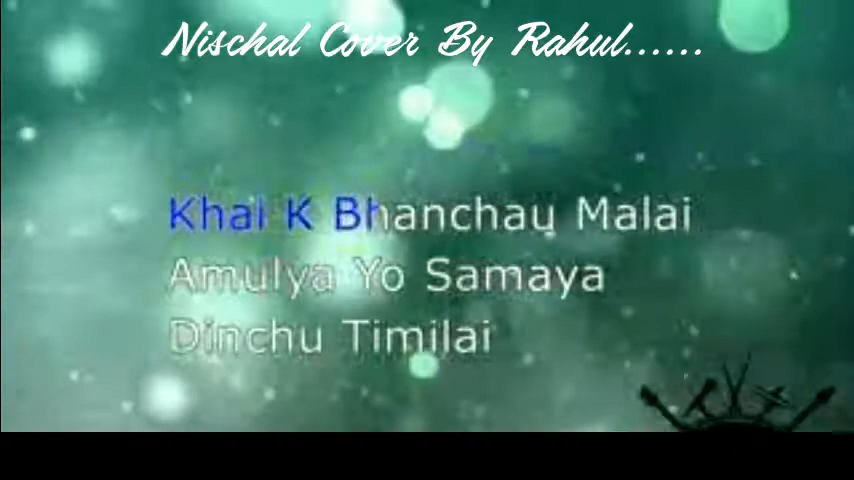 Nischal Cover By Rahul......
Khai K Bhanchau Malai
Amulya Yo Samaya
Dinchu Timilai